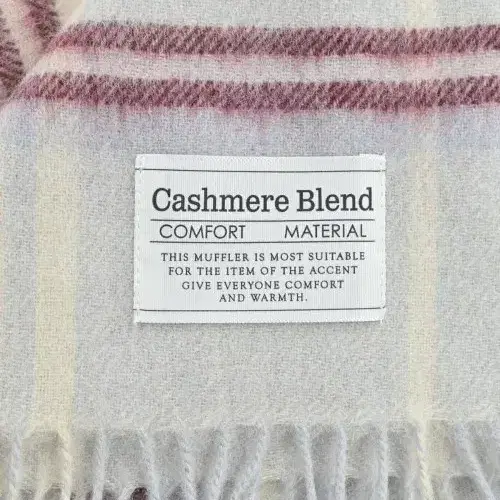 Cashmere Blend
COMFORT MATERIAL
THIS MUFFLER IS MOST SUITABLE
FOR THE ITEM OF THE ACCENT
GIVE EVERYONE COMFORT
AND WARMTH.